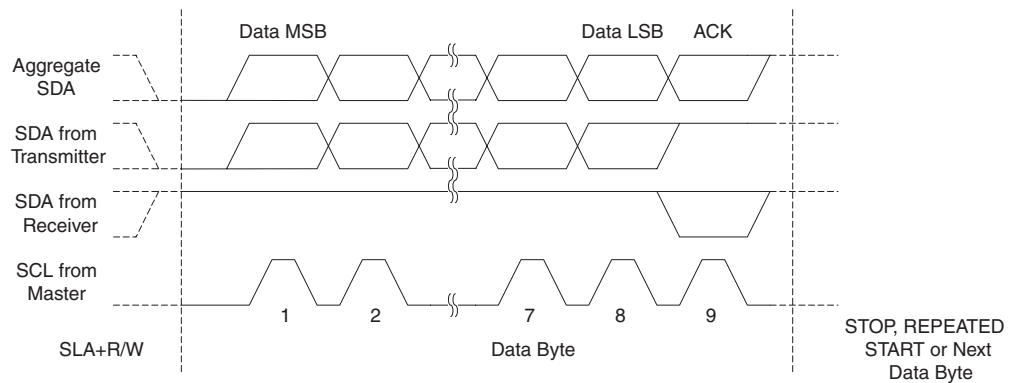 Data MSB
Data LSB
ACK
Aggregate
SDA
SDA from
Transmitter
SDA from
Receiver
SCL from
Master
1
2
7
8
9
SLA+R/W
Data Byte
STOP, REPEATED
START or Next
Data Byte